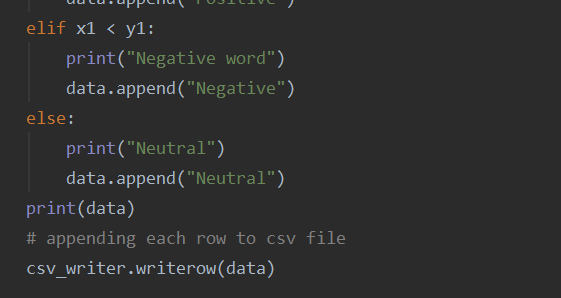 data.append("Positive")
elif x1 < y1:
print("Negative word")
data.append("Negative")
else:
print("Neutral")
data.append("Neutral")
print(data)
# appending each row to csv file
csv_writer.writerow(data)